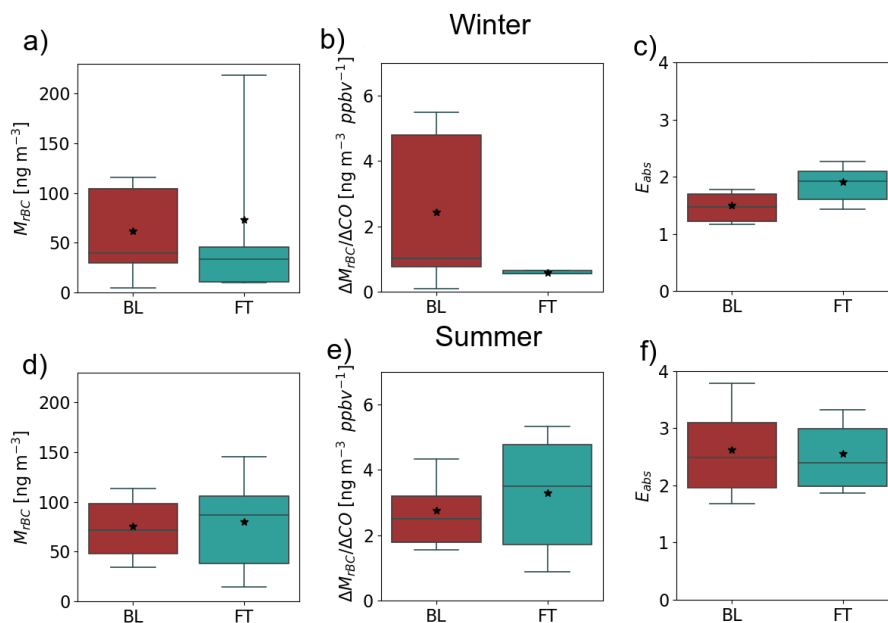 Winter
a)
M_rBC [ng m⁻³]
200
150
100
50
0
BL
FT
b)
ΔM_rBC/ΔCO [ng m⁻³ ppbv⁻¹]
6
4
2
0
BL
FT
c)
E_abs
4
3
2
1
0
BL
FT
Summer
d)
M_rBC [ng m⁻³]
200
150
100
50
0
BL
FT
e)
ΔM_rBC/ΔCO [ng m⁻³ ppbv⁻¹]
6
4
2
0
BL
FT
f)
E_abs
4
3
2
1
0
BL
FT